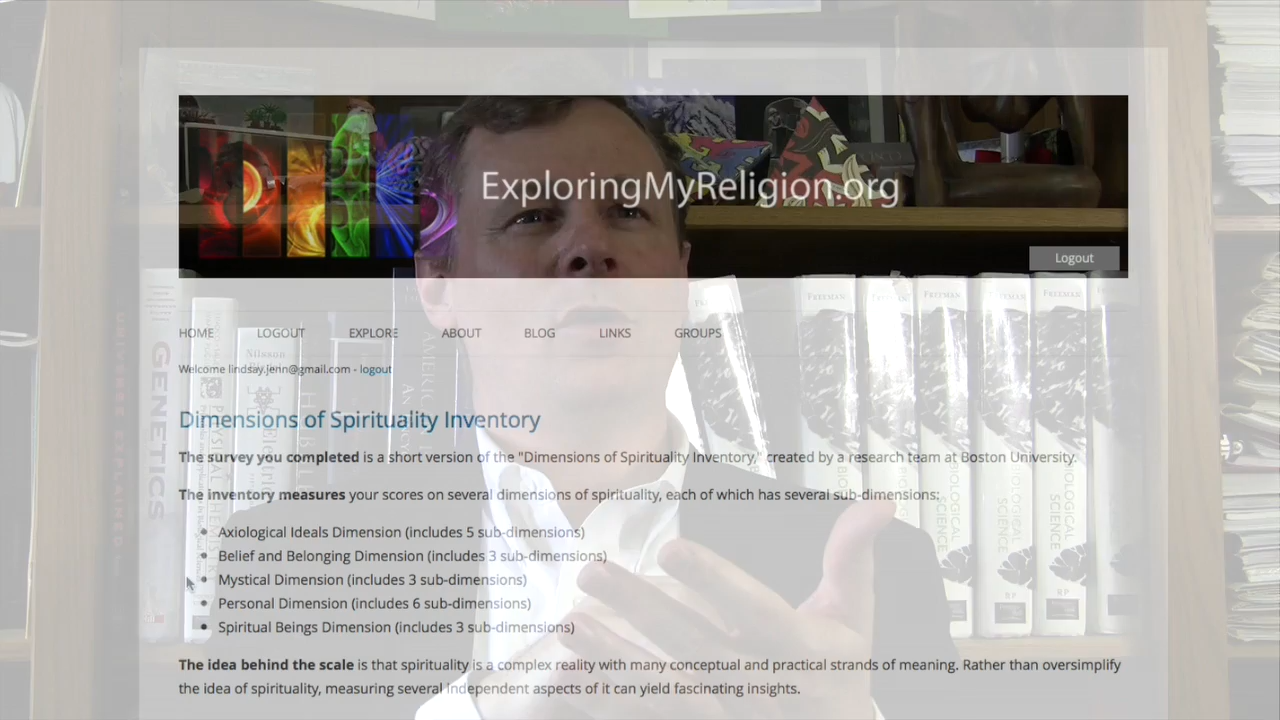 ExploringMyReligion.org
Logout
HOME LOGOUT EXPLORE ABOUT BLOG LINKS GROUPS
Welcome lindsay.jenn@gmail.com - logout
Dimensions of Spirituality Inventory
The survey you completed is a short version of the "Dimensions of Spirituality Inventory," created by a research team at Boston University.
The inventory measures your scores on several dimensions of spirituality, each of which has several sub-dimensions:
Axiological Ideals Dimension (includes 5 sub-dimensions)
Belief and Belonging Dimension (includes 3 sub-dimensions)
Mystical Dimension (includes 3 sub-dimensions)
Personal Dimension (includes 6 sub-dimensions)
Spiritual Beings Dimension (includes 3 sub-dimensions)
The idea behind the scale is that spirituality is a complex reality with many conceptual and practical strands of meaning. Rather than oversimplify
the idea of spirituality, measuring several independent aspects of it can yield fascinating insights.
GENETICS
Nilsson
FREEMAN
FREEMAN
FREEMAN
FREEMAN
FREEMAN
BIOLOGICAL
SCIENCE
BIOLOGICAL
SCIENCE